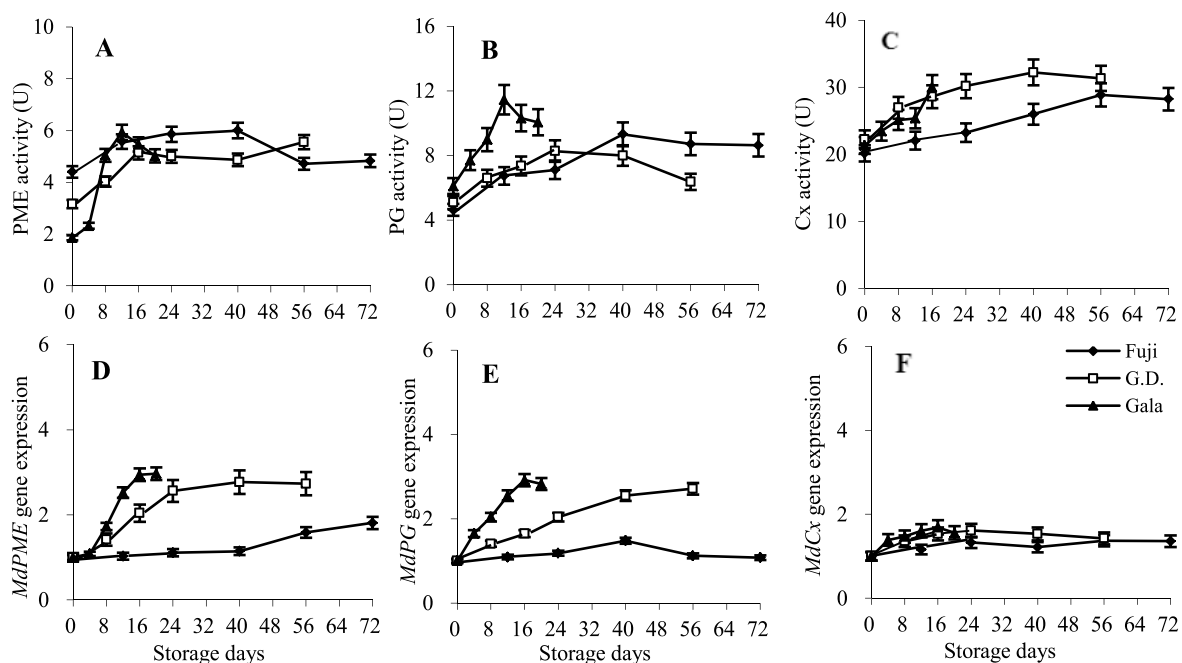 PME activity (U)
A
10
8
6
4
2
0
0 8 16 24 32 40 48 56 64 72
PG activity (U)
B
16
12
8
4
0
0 8 16 24 32 40 48 56 64 72
Cx activity (U)
C
40
30
20
10
0
0 8 16 24 32 40 48 56 64 72
MdPME gene expression
D
6
4
2
0
0 8 16 24 32 40 48 56 64 72
Storage days
MdPG gene expression
E
6
4
2
0
0 8 16 24 32 40 48 56 64 72
Storage days
MdCx gene expression
F
6
4
2
0
0 8 16 24 32 40 48 56 64 72
Storage days
Fuji
G.D.
Gala